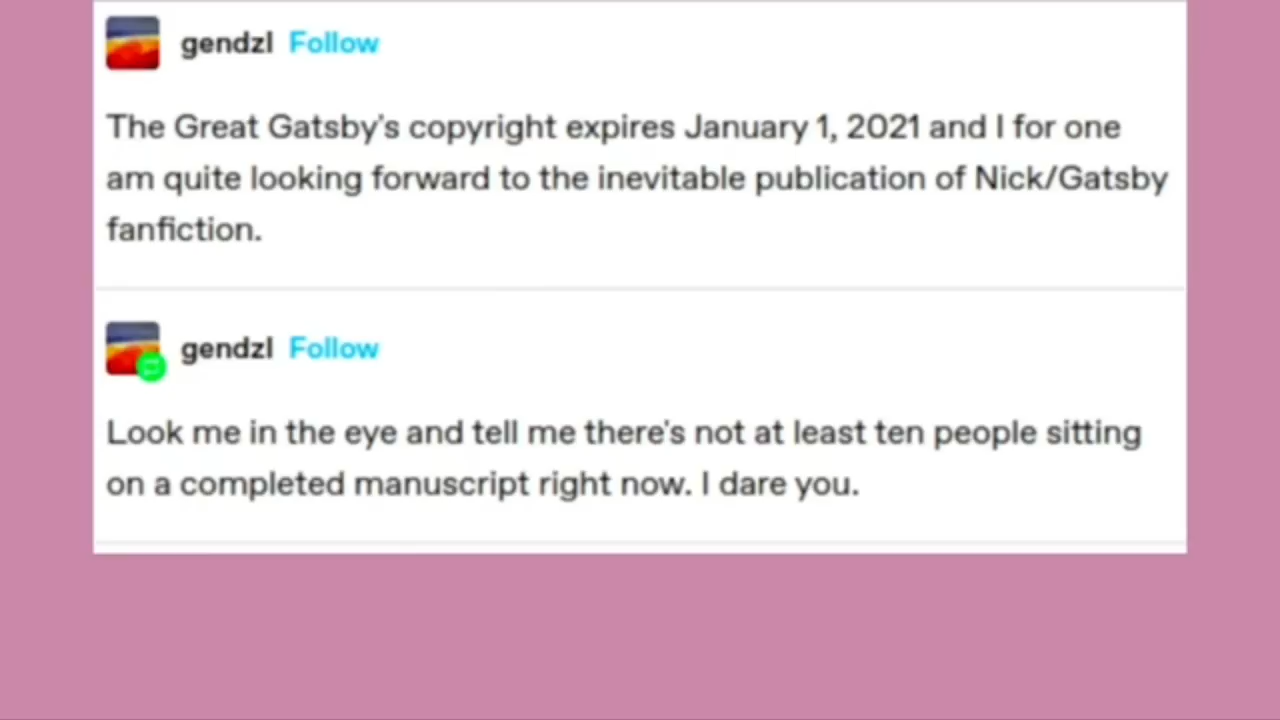 gendzl Follow
The Great Gatsby's copyright expires January 1, 2021 and I for one
am quite looking forward to the inevitable publication of Nick/Gatsby
fanfiction.
gendzl Follow
Look me in the eye and tell me there's not at least ten people sitting
on a completed manuscript right now. I dare you.